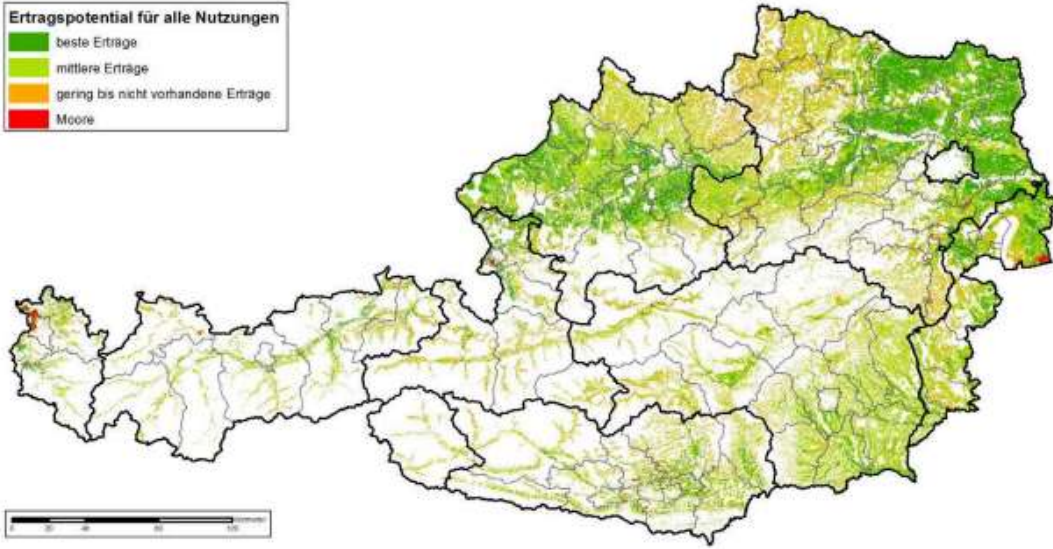 Ertragspotential für alle Nutzungen
beste Erträge
mittlere Erträge
gering bis nicht vorhandene Erträge
Moore